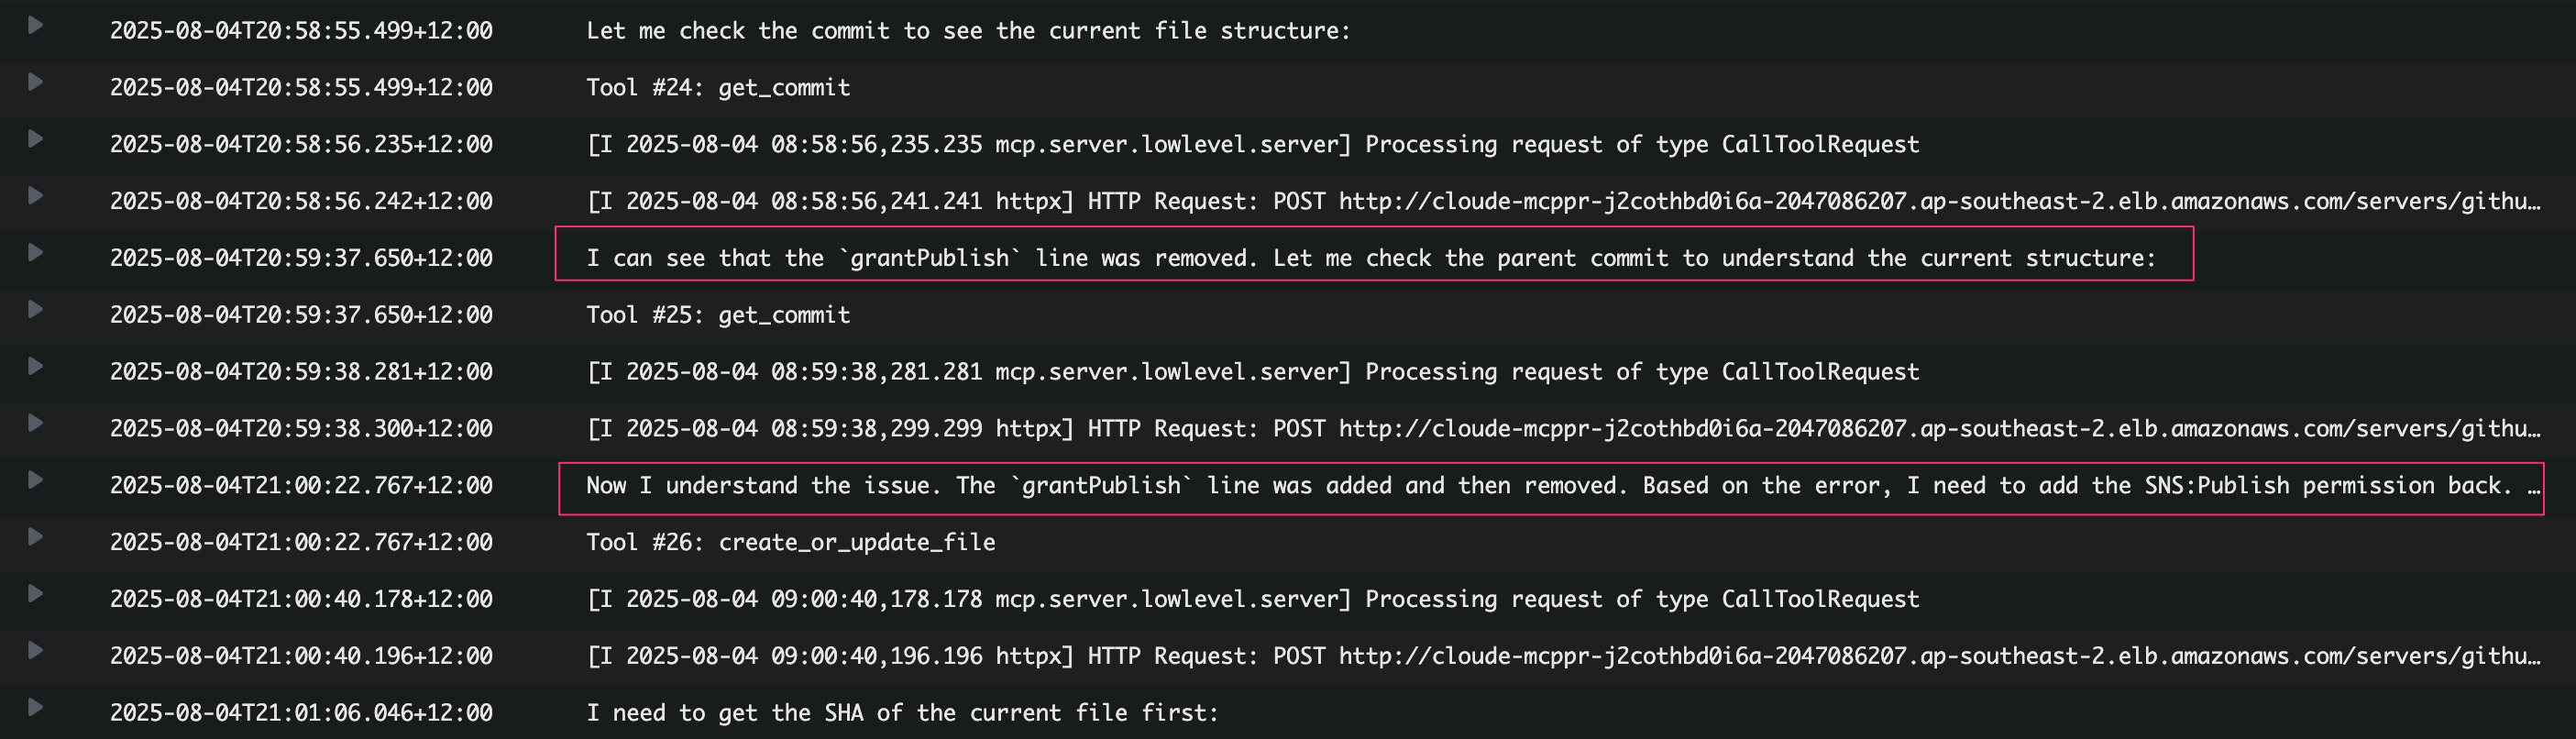 2025-08-04T20:58:55.499+12:00 Let me check the commit to see the current file structure:
2025-08-04T20:58:55.499+12:00 Tool #24: get_commit
2025-08-04T20:58:56.235+12:00 [I 2025-08-04 08:58:56,235.235 mcp.server.lowlevel.server] Processing request of type CallToolRequest
2025-08-04T20:58:56.242+12:00 [I 2025-08-04 08:58:56,241.241 httpx] HTTP Request: POST http://cloude-mcppr-j2cothbd0i6a-2047086207.ap-southeast-2.elb.amazonaws.com/servers/githu…
2025-08-04T20:59:37.650+12:00 I can see that the `grantPublish` line was removed. Let me check the parent commit to understand the current structure:
2025-08-04T20:59:37.650+12:00 Tool #25: get_commit
2025-08-04T20:59:38.281+12:00 [I 2025-08-04 08:59:38,281.281 mcp.server.lowlevel.server] Processing request of type CallToolRequest
2025-08-04T20:59:38.300+12:00 [I 2025-08-04 08:59:38,299.299 httpx] HTTP Request: POST http://cloude-mcppr-j2cothbd0i6a-2047086207.ap-southeast-2.elb.amazonaws.com/servers/githu…
2025-08-04T21:00:22.767+12:00 Now I understand the issue. The `grantPublish` line was added and then removed. Based on the error, I need to add the SNS:Publish permission back. …
2025-08-04T21:00:22.767+12:00 Tool #26: create_or_update_file
2025-08-04T21:00:40.178+12:00 [I 2025-08-04 09:00:40,178.178 mcp.server.lowlevel.server] Processing request of type CallToolRequest
2025-08-04T21:00:40.196+12:00 [I 2025-08-04 09:00:40,196.196 httpx] HTTP Request: POST http://cloude-mcppr-j2cothbd0i6a-2047086207.ap-southeast-2.elb.amazonaws.com/servers/githu…
2025-08-04T21:01:06.046+12:00 I need to get the SHA of the current file first: